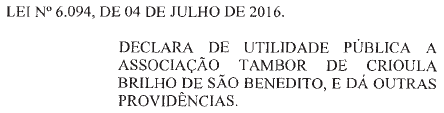 LEI Nº 6.094, DE 04 DE JULHO DE 2016.
DECLARA DE UTILIDADE PÚBLICA A
ASSOCIAÇÃO TAMBOR DE CRIOULA
BRILHO DE SÃO BENEDITO, E DÁ OUTRAS
PROVIDÊNCIAS.